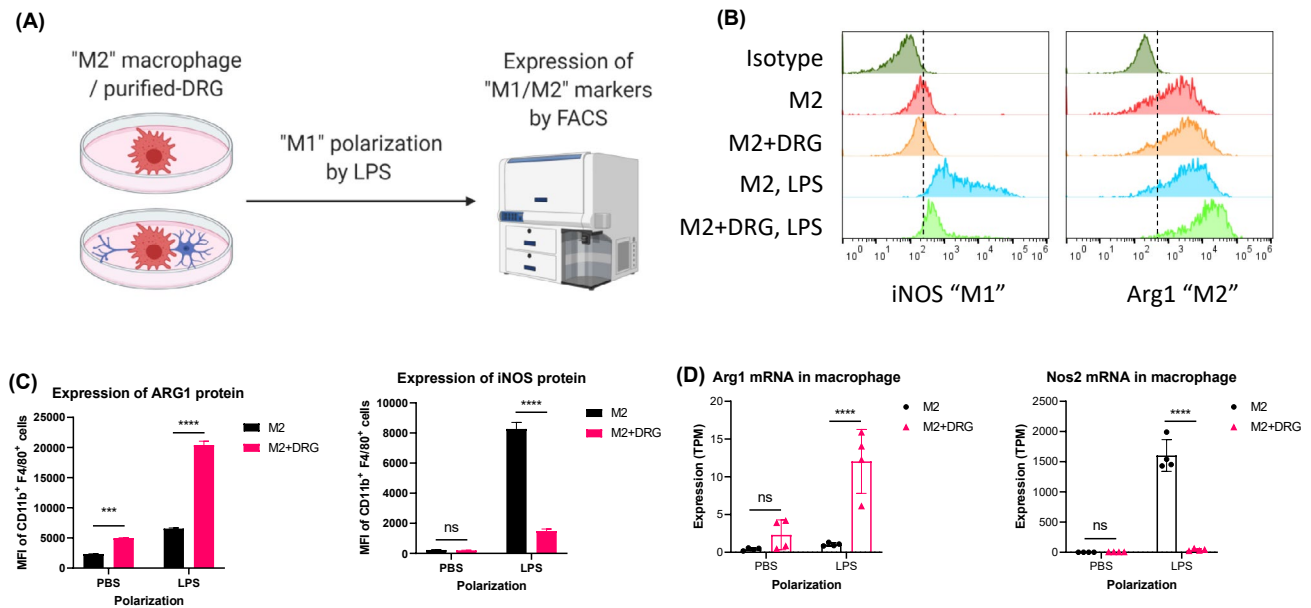 (A)
"M2" macrophage
/ purified-DRG
"M1" polarization
by LPS
Expression of
"M1/M2" markers
by FACS
(B)
Isotype
M2
M2+DRG
M2, LPS
M2+DRG, LPS
10^0 10^1 10^2 10^3 10^4 10^5 10^6
iNOS “M1”
10^0 10^1 10^2 10^3 10^4 10^5 10^6
Arg1 “M2”
(C)
Expression of ARG1 protein
MFI of CD11b+ F4/80+ cells
25000
20000
15000
10000
5000
0
***
****
PBS
LPS
Polarization
M2
M2+DRG
Expression of iNOS protein
MFI of CD11b+ F4/80+ cells
10000
8000
6000
4000
2000
0
ns
****
PBS
LPS
Polarization
M2
M2+DRG
(D)
Arg1 mRNA in macrophage
Expression (TPM)
20
15
10
5
0
ns
****
PBS
LPS
Polarization
M2
M2+DRG
Nos2 mRNA in macrophage
Expression (TPM)
2500
2000
1500
1000
500
0
ns
****
PBS
LPS
Polarization
M2
M2+DRG